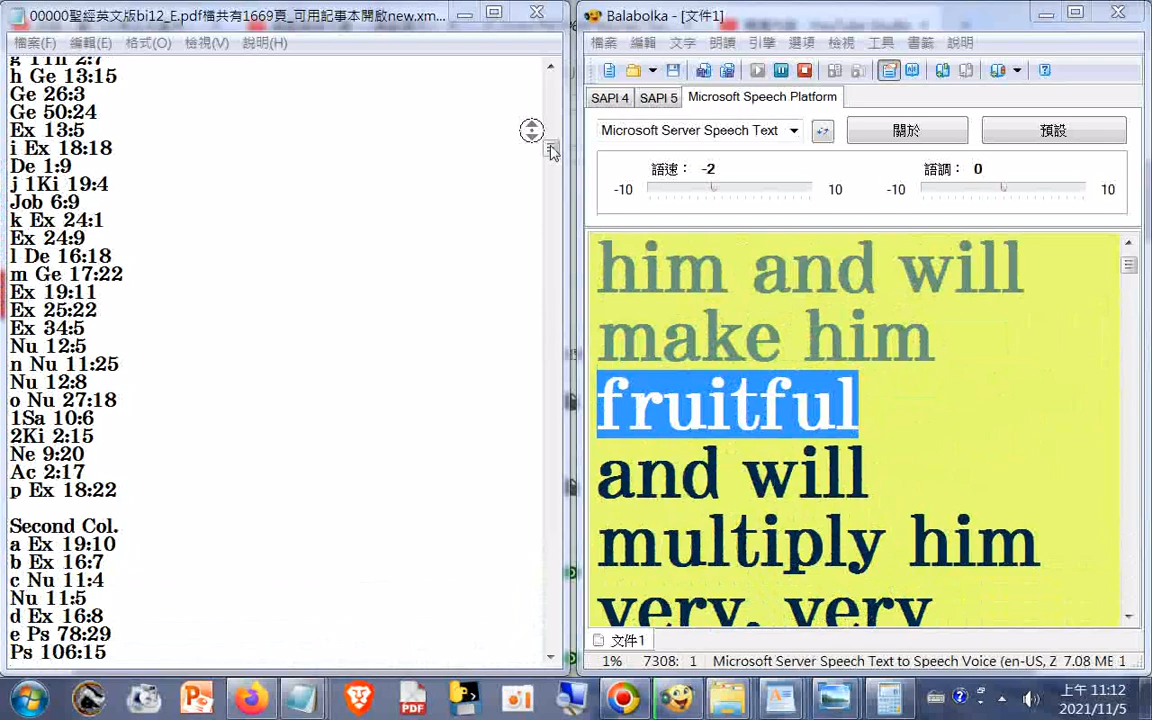 00000聖經英文版bi12_E.pdf檔共有1669頁_可用記事本開啟new.xm...
檔案(F) 編輯(E) 格式(O) 檢視(V) 說明(H)
g 1Th 2:7
h Ge 13:15
Ge 26:3
Ge 50:24
Ex 13:5
i Ex 18:18
De 1:9
j 1Ki 19:4
Job 6:9
k Ex 24:1
Ex 24:9
l De 16:18
m Ge 17:22
Ex 19:11
Ex 25:22
Ex 34:5
Nu 12:5
n Nu 11:25
Nu 12:8
o Nu 27:18
1Sa 10:6
2Ki 2:15
Ne 9:20
Ac 2:17
p Ex 18:22
Second Col.
a Ex 19:10
b Ex 16:7
c Nu 11:4
Nu 11:5
d Ex 16:8
e Ps 78:29
Ps 106:15
Balabolka - [文件1]
檔案 編輯 文字 朗讀 引擎 選項 檢視 工具 書籤 說明
SAPI 4 SAPI 5 Microsoft Speech Platform
Microsoft Server Speech Text 關於 預設
語速： -2 語調： 0
-10 10 -10 10
him and will
make him
fruitful
and will
multiply him
very, very
文件1
1% 7308: 1 Microsoft Server Speech Text to Speech Voice (en-US, Z 7.08 ME 1
PDF
上午 11:12
2021/11/5